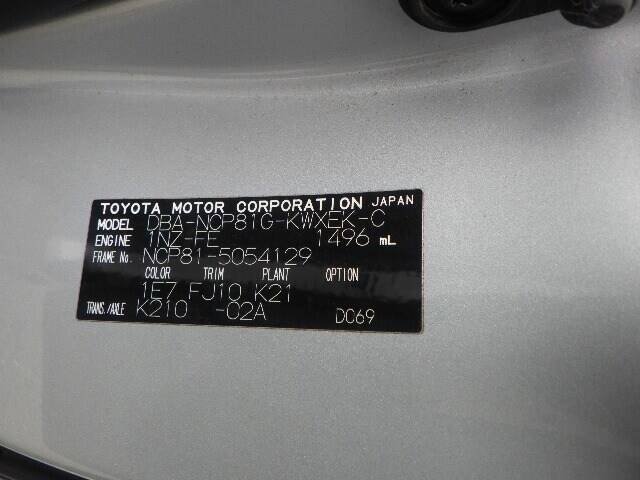 TOYOTA MOTOR CORPORATION JAPAN
MODEL DBA-NCP81G-KWXEK-C
ENGINE 1NZ-FE 1496 mL
FRAME No. NCP81-5054129
COLOR TRIM PLANT OPTION
1E7 FJ10 K21
TRANS./AXLE K210 -02A DC69